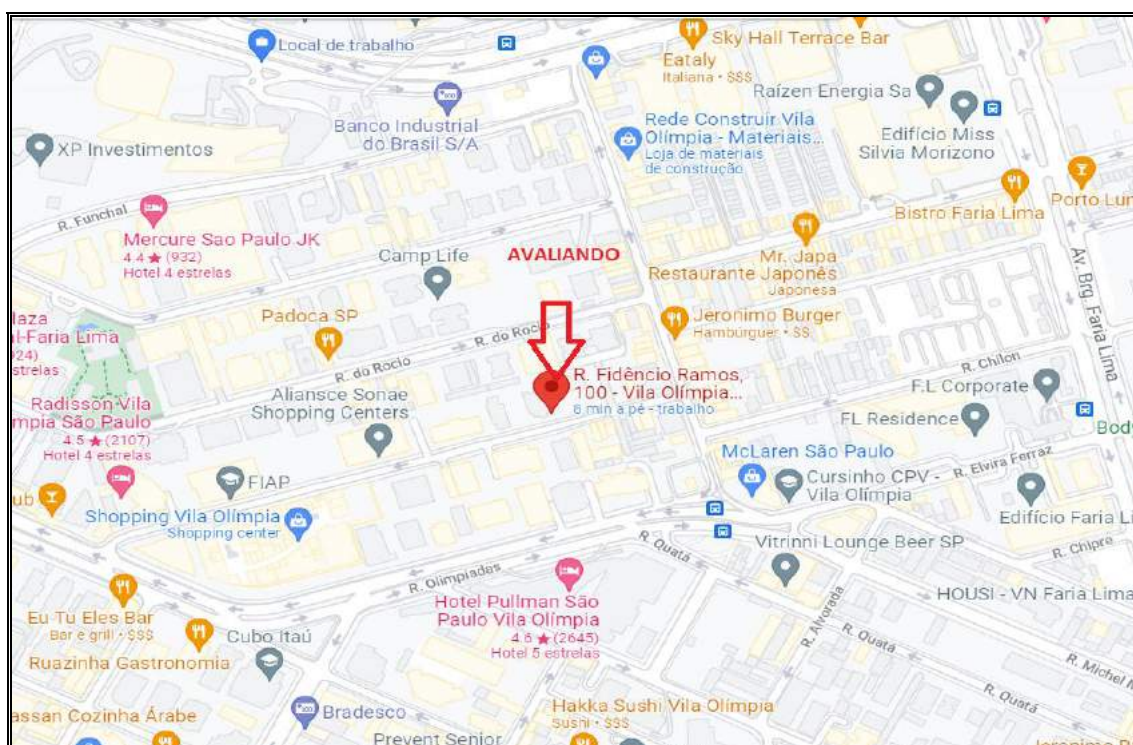 Sky Hall Terrace Bar
Local de trabalho
Eataly
Italiana • $$$
Raízen Energia Sa
Banco Industrial
do Brasil S/A
Rede Construir Vila
Olímpia - Materiais...
Loja de materiais
de construção
Edifício Miss
Silvia Morizono
XP Investimentos
R. Funchal
Bistro Faria Lima
Porto Lun
Mercure Sao Paulo JK
4.4 ★ (932)
Hotel 4 estrelas
Camp Life
AVALIANDO
Mr. Japa
Restaurante Japonês
Japonesa
Av. Brg. Faria Lima
Padoca SP
Jeronimo Burger
Hambúrguer • $$
laza
al-Faria Lima
024)
estrelas
R. do Rocio
R. do Rocio
R. Chilon
R. Fidêncio Ramos,
100 - Vila Olímpia...
6 min a pé - trabalho
Aliansce Sonae
Shopping Centers
F.L Corporate
FL Residence
Radisson Vila
mpia São Paulo
4.5 ★ (2107)
Hotel 4 estrelas
Body
McLaren São Paulo
FIAP
Cursinho CPV -
Vila Olímpia
R. Elvira Ferraz
ub
Shopping Vila Olímpia
Shopping center
Edifício Faria Li
R. Quatá
Vitrinni Lounge Beer SP
R. Chipre
R. Olimpíadas
Hotel Pullman São
Paulo Vila Olímpia
4.6 ★ (2645)
Hotel 5 estrelas
HOUSI - VN Faria Lima
Eu Tu Eles Bar
Bar e grill • $$$
Cubo Itaú
Ruazinha Gastronomia
R. Alvorada
R. Quatá
R. Michel M
R. Quatá
assan Cozinha Árabe
Bradesco
Hakka Sushi Vila Olímpia
Sushi • $$$
Prevent Senior